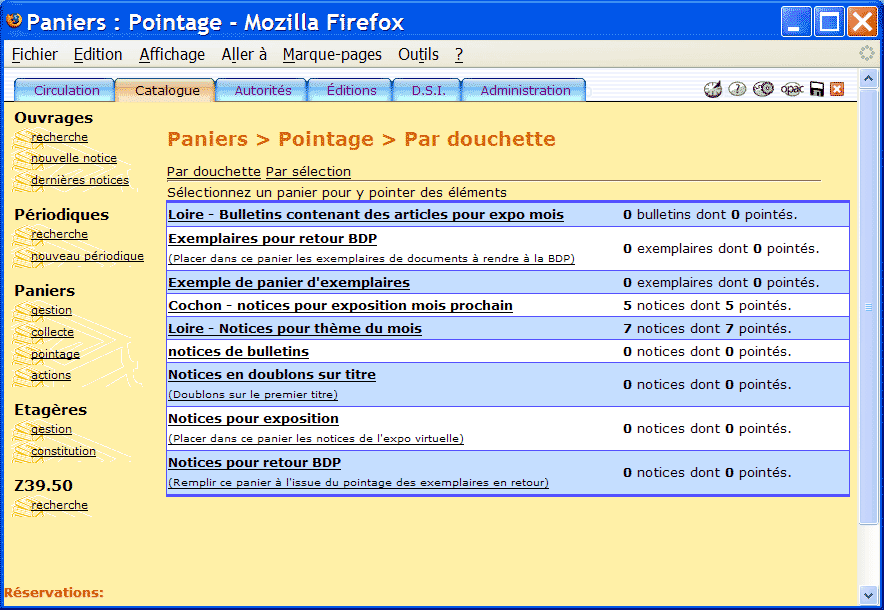 Paniers : Pointage - Mozilla Firefox
Fichier Edition Affichage Aller à Marque-pages Outils ?
Circulation Catalogue Autorités Éditions D.S.I. Administration opac
Ouvrages
recherche
nouvelle notice
dernières notices
Périodiques
recherche
nouveau périodique
Paniers
gestion
collecte
pointage
actions
Etagères
gestion
constitution
Z39.50
recherche
Réservations:
Paniers > Pointage > Par douchette
Par douchette Par sélection
Sélectionnez un panier pour y pointer des éléments
Loire - Bulletins contenant des articles pour expo mois 0 bulletins dont 0 pointés.
Exemplaires pour retour BDP
(Placer dans ce panier les exemplaires de documents à rendre à la BDP) 0 exemplaires dont 0 pointés.
Exemple de panier d'exemplaires 0 exemplaires dont 0 pointés.
Cochon - notices pour exposition mois prochain 5 notices dont 5 pointés.
Loire - Notices pour thème du mois 7 notices dont 7 pointés.
notices de bulletins 0 notices dont 0 pointés.
Notices en doublons sur titre
(Doublons sur le premier titre) 0 notices dont 0 pointés.
Notices pour exposition
(Placer dans ce panier les notices de l'expo virtuelle) 0 notices dont 0 pointés.
Notices pour retour BDP
(Remplir ce panier à l'issue du pointage des exemplaires en retour) 0 notices dont 0 pointés.